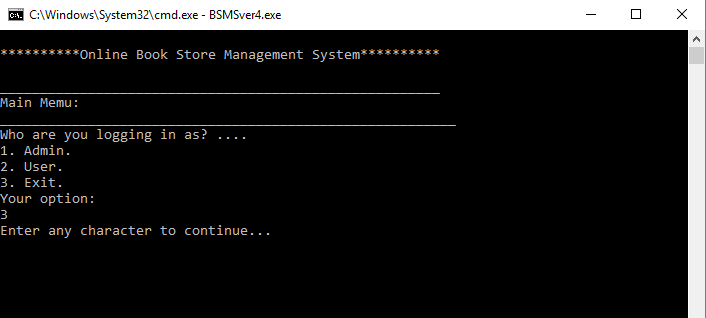 C:\Windows\System32\cmd.exe - BSMSver4.exe
**********Online Book Store Management System**********
_______________________________________________________
Main Memu:
_________________________________________________________
Who are you logging in as? ....
1. Admin.
2. User.
3. Exit.
Your option:
3
Enter any character to continue...